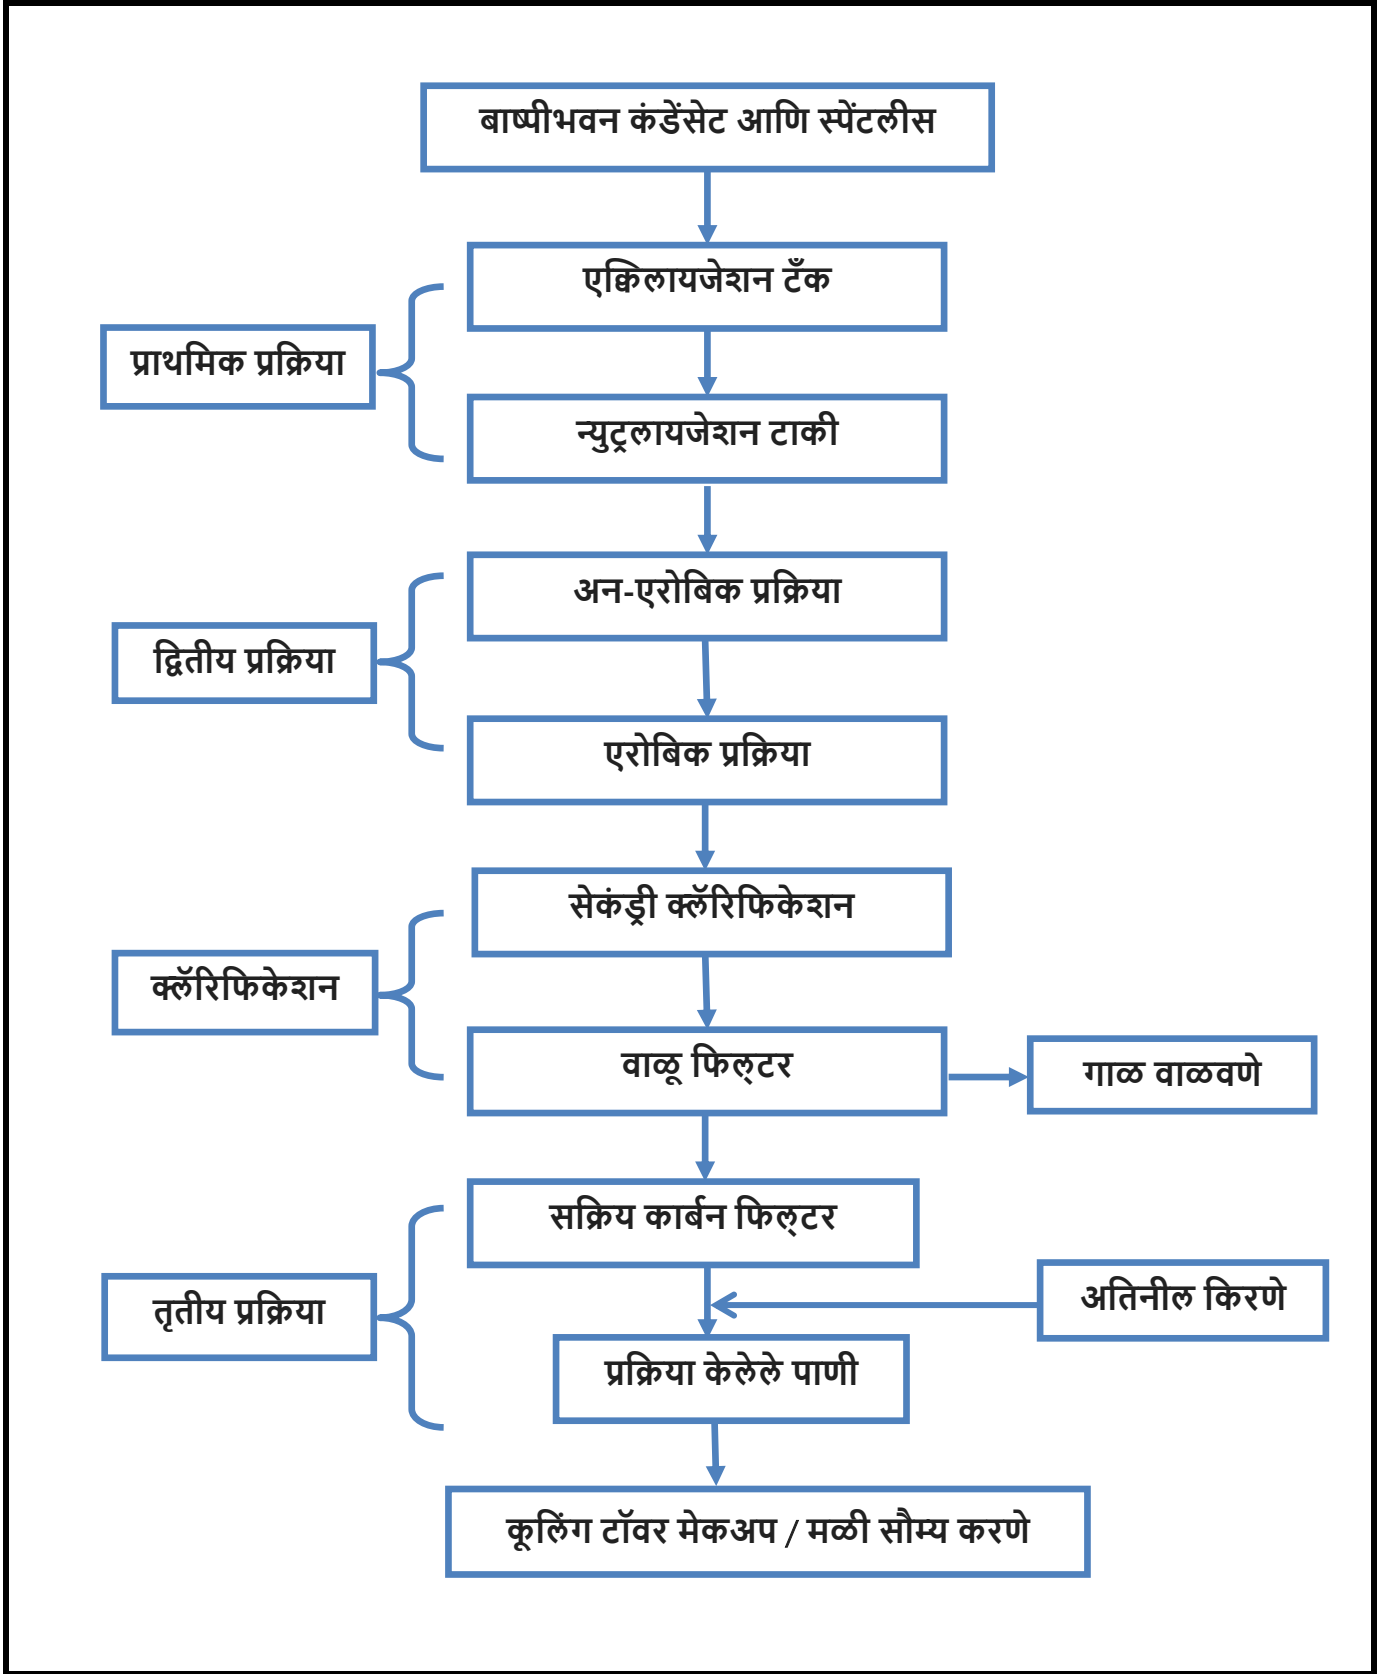 बाष्पीभवन कंडेंसेट आणि स्पेंटलीस
एक्विलायजेशन टँक
प्राथमिक प्रक्रिया
न्युट्रलायजेशन टाकी
अन-एरोबिक प्रक्रिया
द्वितीय प्रक्रिया
एरोबिक प्रक्रिया
सेकंड्री क्लॅरिफिकेशन
क्लॅरिफिकेशन
वाळू फिल्टर
गाळ वाळवणे
सक्रिय कार्बन फिल्टर
अतिनील किरणे
तृतीय प्रक्रिया
प्रक्रिया केलेले पाणी
कूलिंग टॉवर मेकअप / मळी सौम्य करणे